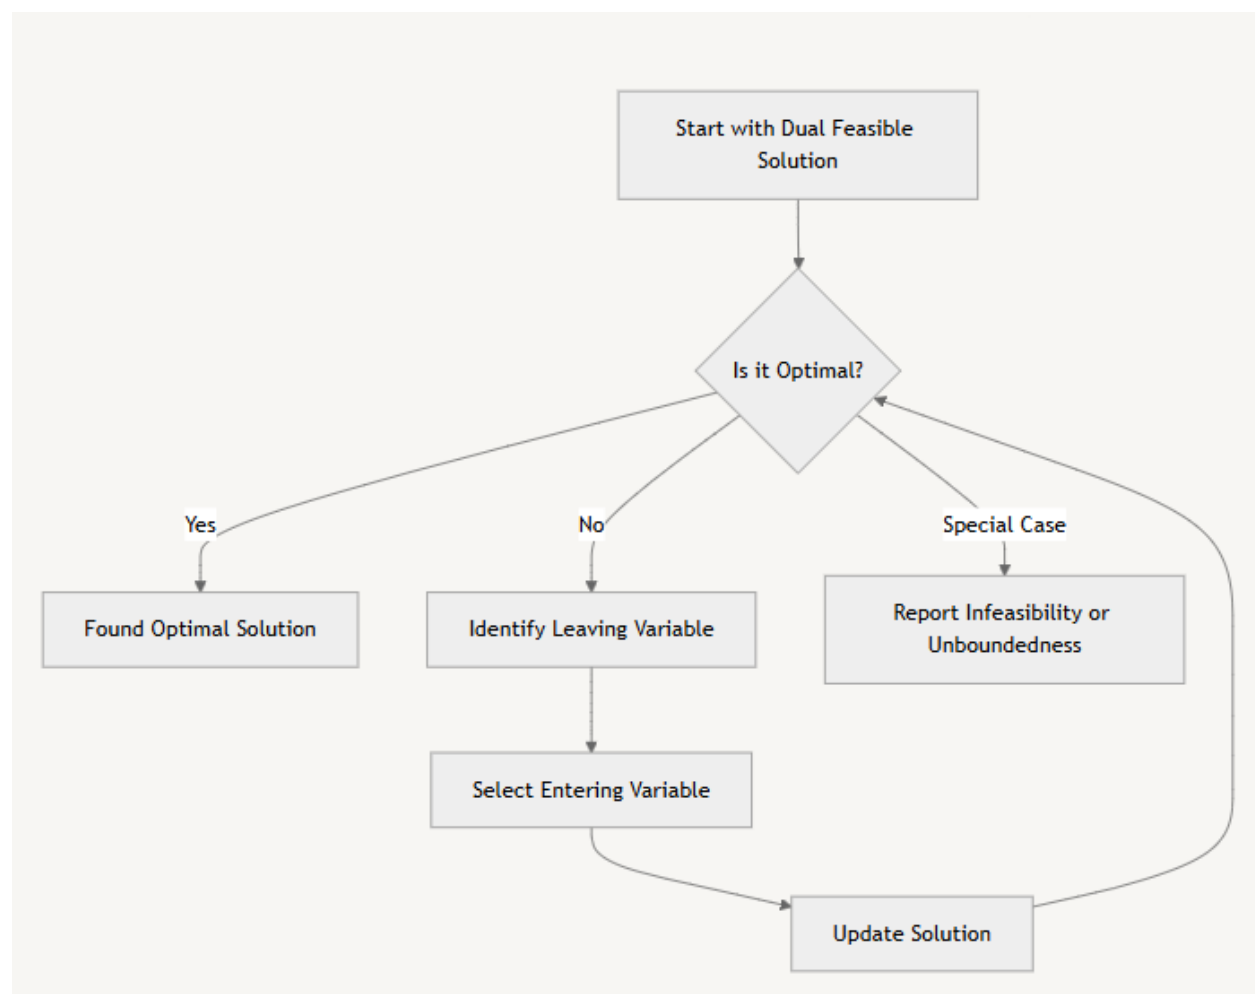 Start with Dual Feasible
Solution
Is it Optimal?
Yes
No
Special Case
Found Optimal Solution
Identify Leaving Variable
Report Infeasibility or
Unboundedness
Select Entering Variable
Update Solution